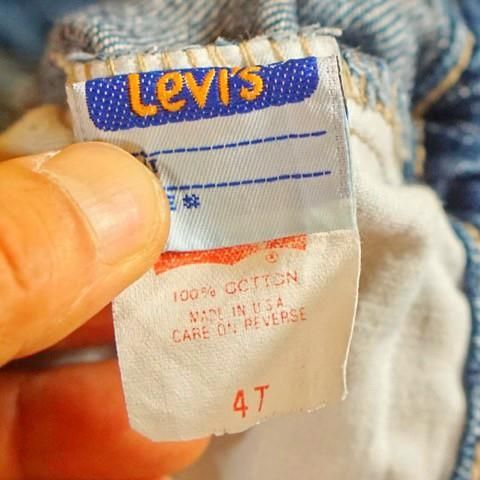 Levi's
#
®
100% COTTON
MADE IN U.S.A.
CARE ON REVERSE
4T